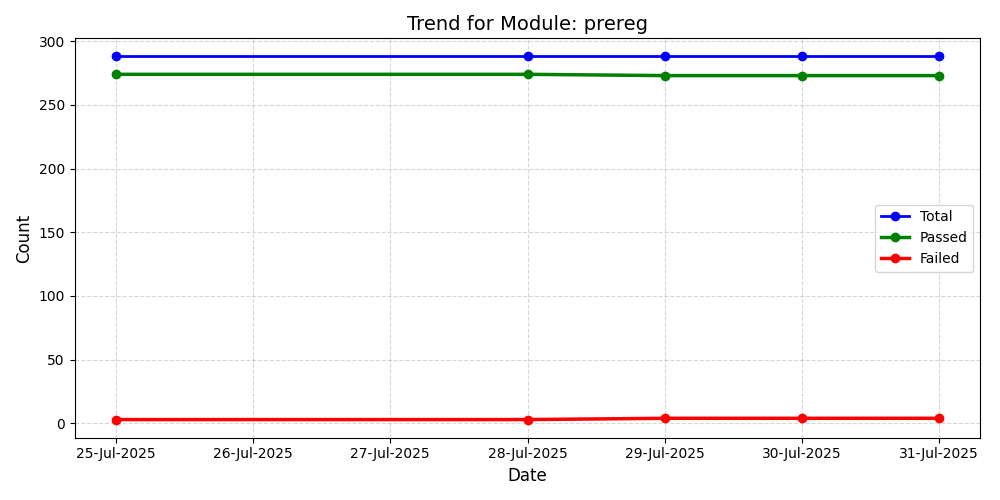 Trend for Module: prereg
300
250
200
150
100
50
0
Count
Total
Passed
Failed
25-Jul-2025 26-Jul-2025 27-Jul-2025 28-Jul-2025 29-Jul-2025 30-Jul-2025 31-Jul-2025
Date